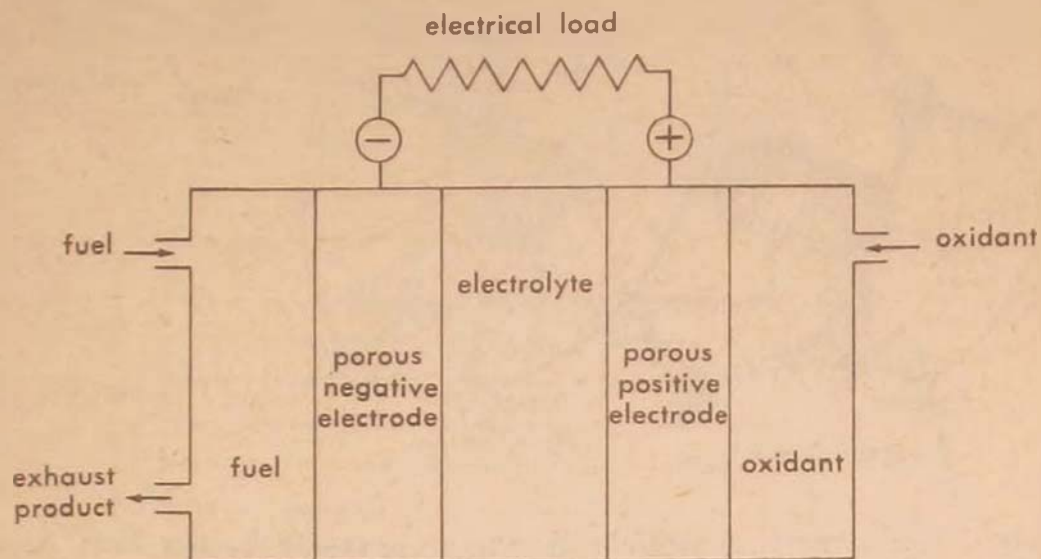 electrical load
−
+
fuel
oxidant
electrolyte
porous
negative
electrode
porous
positive
electrode
fuel
oxidant
exhaust
product